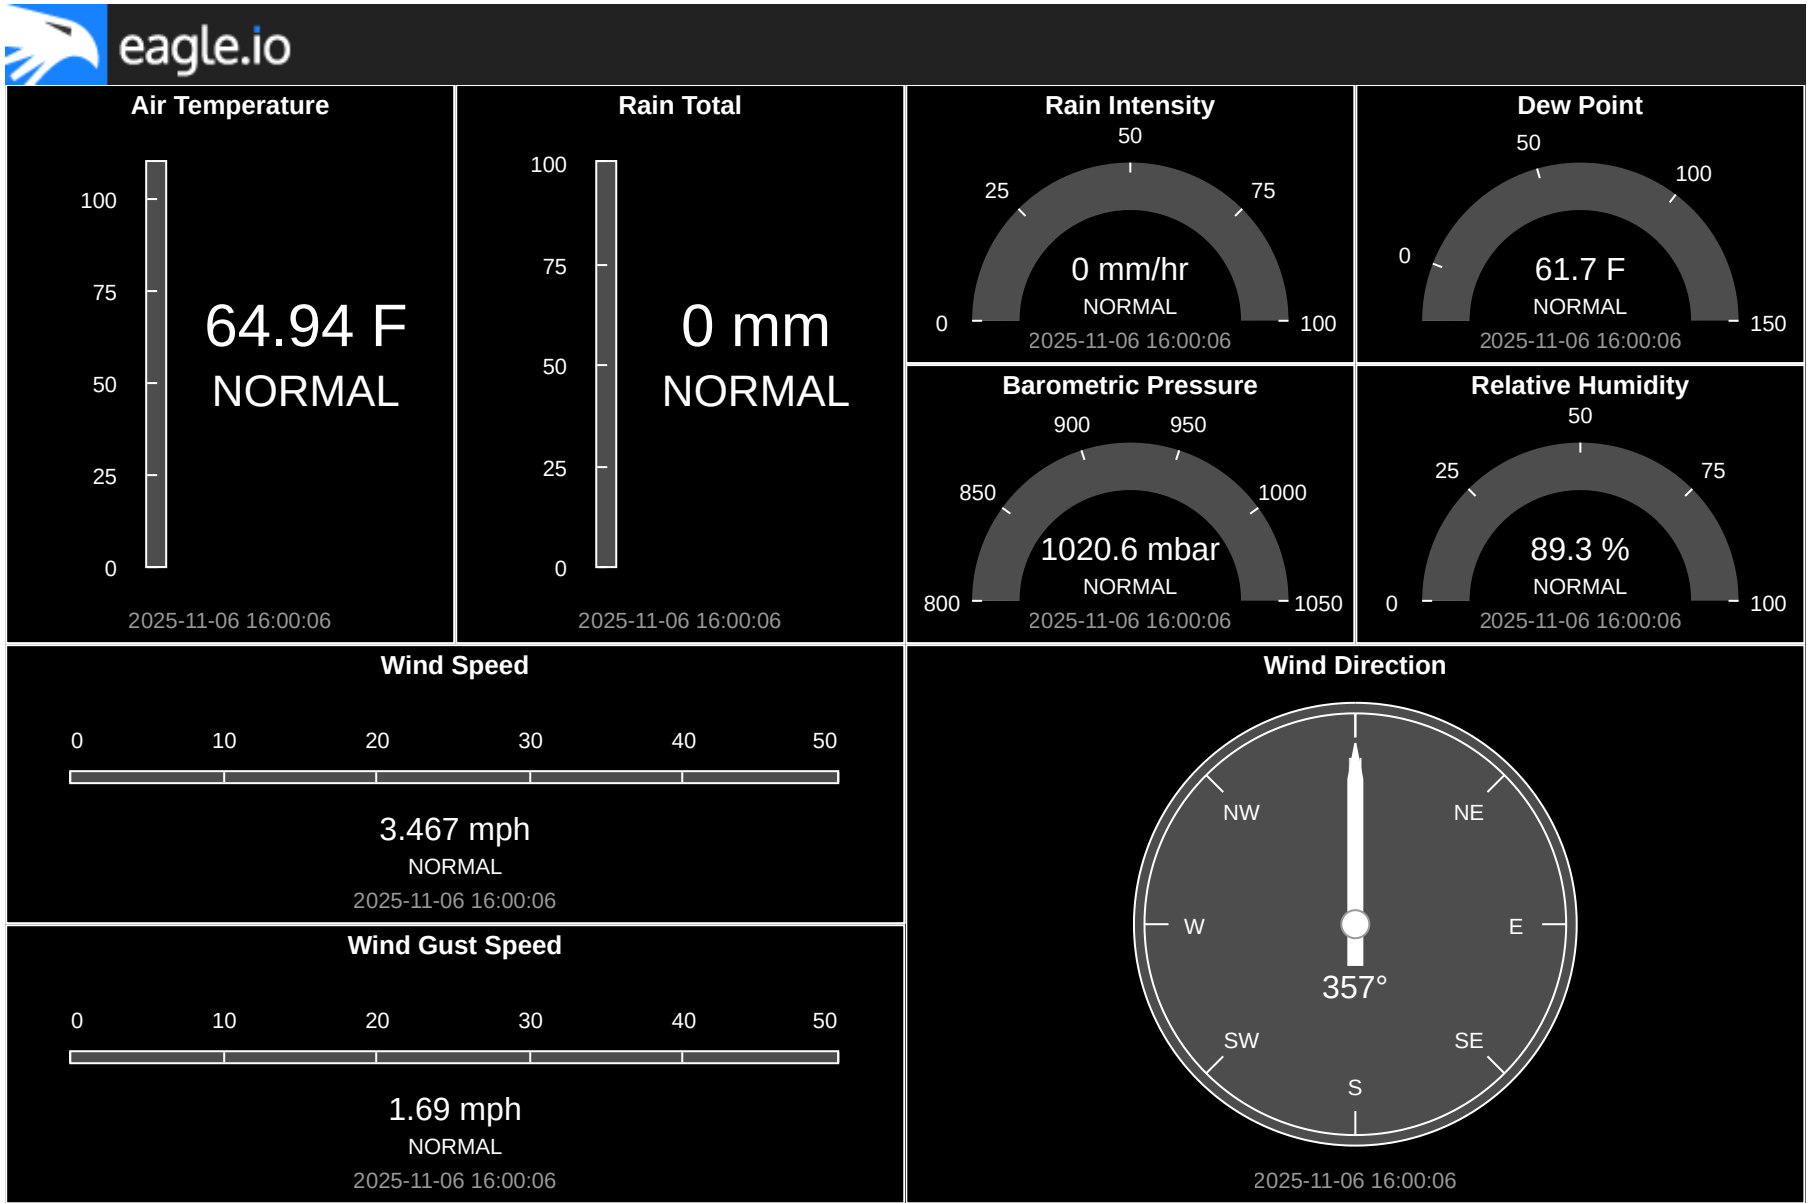 eagle.io
Air Temperature
100
75
50
25
0
64.94 F
NORMAL
2025-11-06 16:00:06
Rain Total
100
75
50
25
0
0 mm
NORMAL
2025-11-06 16:00:06
Rain Intensity
0
25
50
75
100
0 mm/hr
NORMAL
2025-11-06 16:00:06
Dew Point
0
50
100
150
61.7 F
NORMAL
2025-11-06 16:00:06
Barometric Pressure
800
850
900
950
1000
1050
1020.6 mbar
NORMAL
2025-11-06 16:00:06
Relative Humidity
0
25
50
75
100
89.3 %
NORMAL
2025-11-06 16:00:06
Wind Speed
0 10 20 30 40 50
3.467 mph
NORMAL
2025-11-06 16:00:06
Wind Gust Speed
0 10 20 30 40 50
1.69 mph
NORMAL
2025-11-06 16:00:06
Wind Direction
NW NE
W E
357°
SW SE
S
2025-11-06 16:00:06